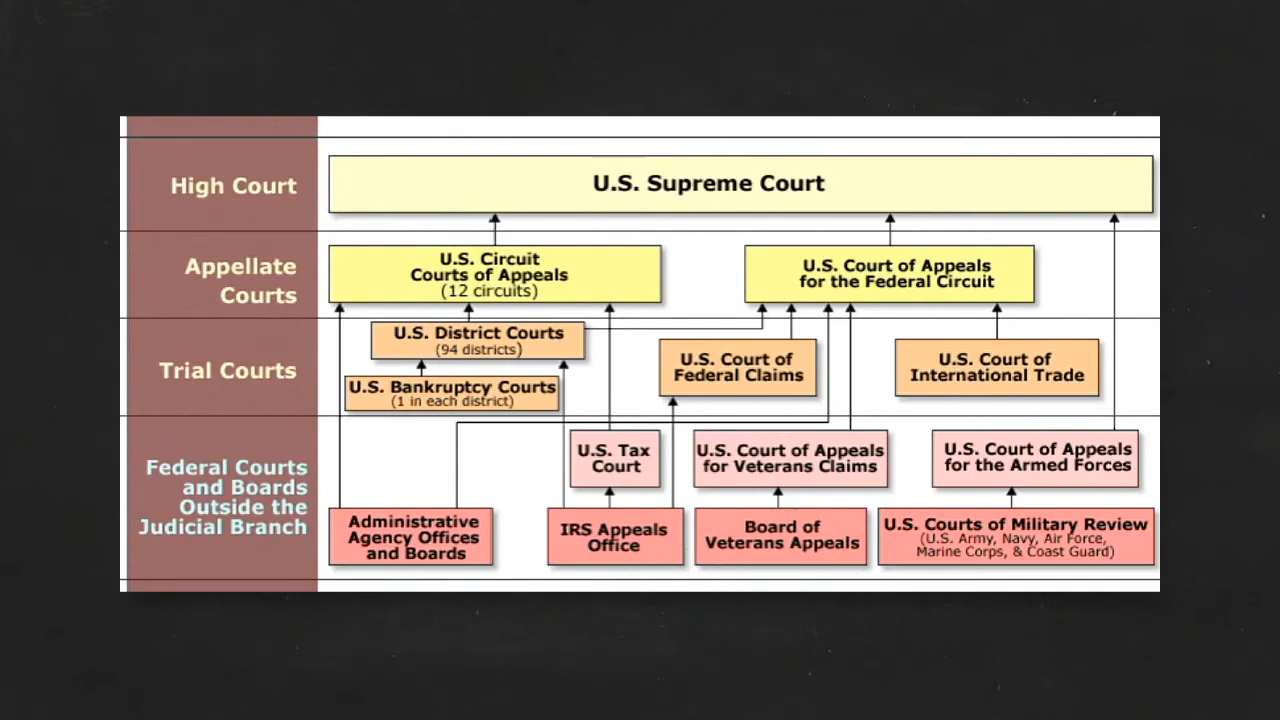 High Court
U.S. Supreme Court
Appellate
Courts
U.S. Circuit
Courts of Appeals
(12 circuits)
U.S. Court of Appeals
for the Federal Circuit
Trial Courts
U.S. District Courts
(94 districts)
U.S. Bankruptcy Courts
(1 in each district)
U.S. Court of
Federal Claims
U.S. Court of
International Trade
Federal Courts
and Boards
Outside the
Judicial Branch
U.S. Tax
Court
U.S. Court of Appeals
for Veterans Claims
U.S. Court of Appeals
for the Armed Forces
Administrative
Agency Offices
and Boards
IRS Appeals
Office
Board of
Veterans Appeals
U.S. Courts of Military Review
(U.S. Army, Navy, Air Force,
Marine Corps, & Coast Guard)